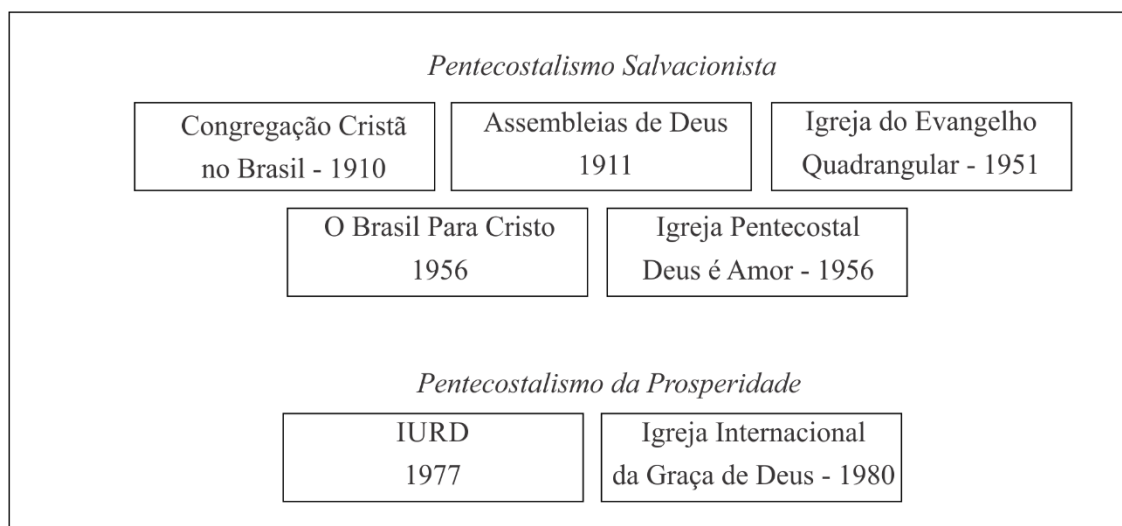 Pentecostalismo Salvacionista
Congregação Cristã
no Brasil - 1910
Assembleias de Deus
1911
Igreja do Evangelho
Quadrangular - 1951
O Brasil Para Cristo
1956
Igreja Pentecostal
Deus é Amor - 1956
Pentecostalismo da Prosperidade
IURD
1977
Igreja Internacional
da Graça de Deus - 1980